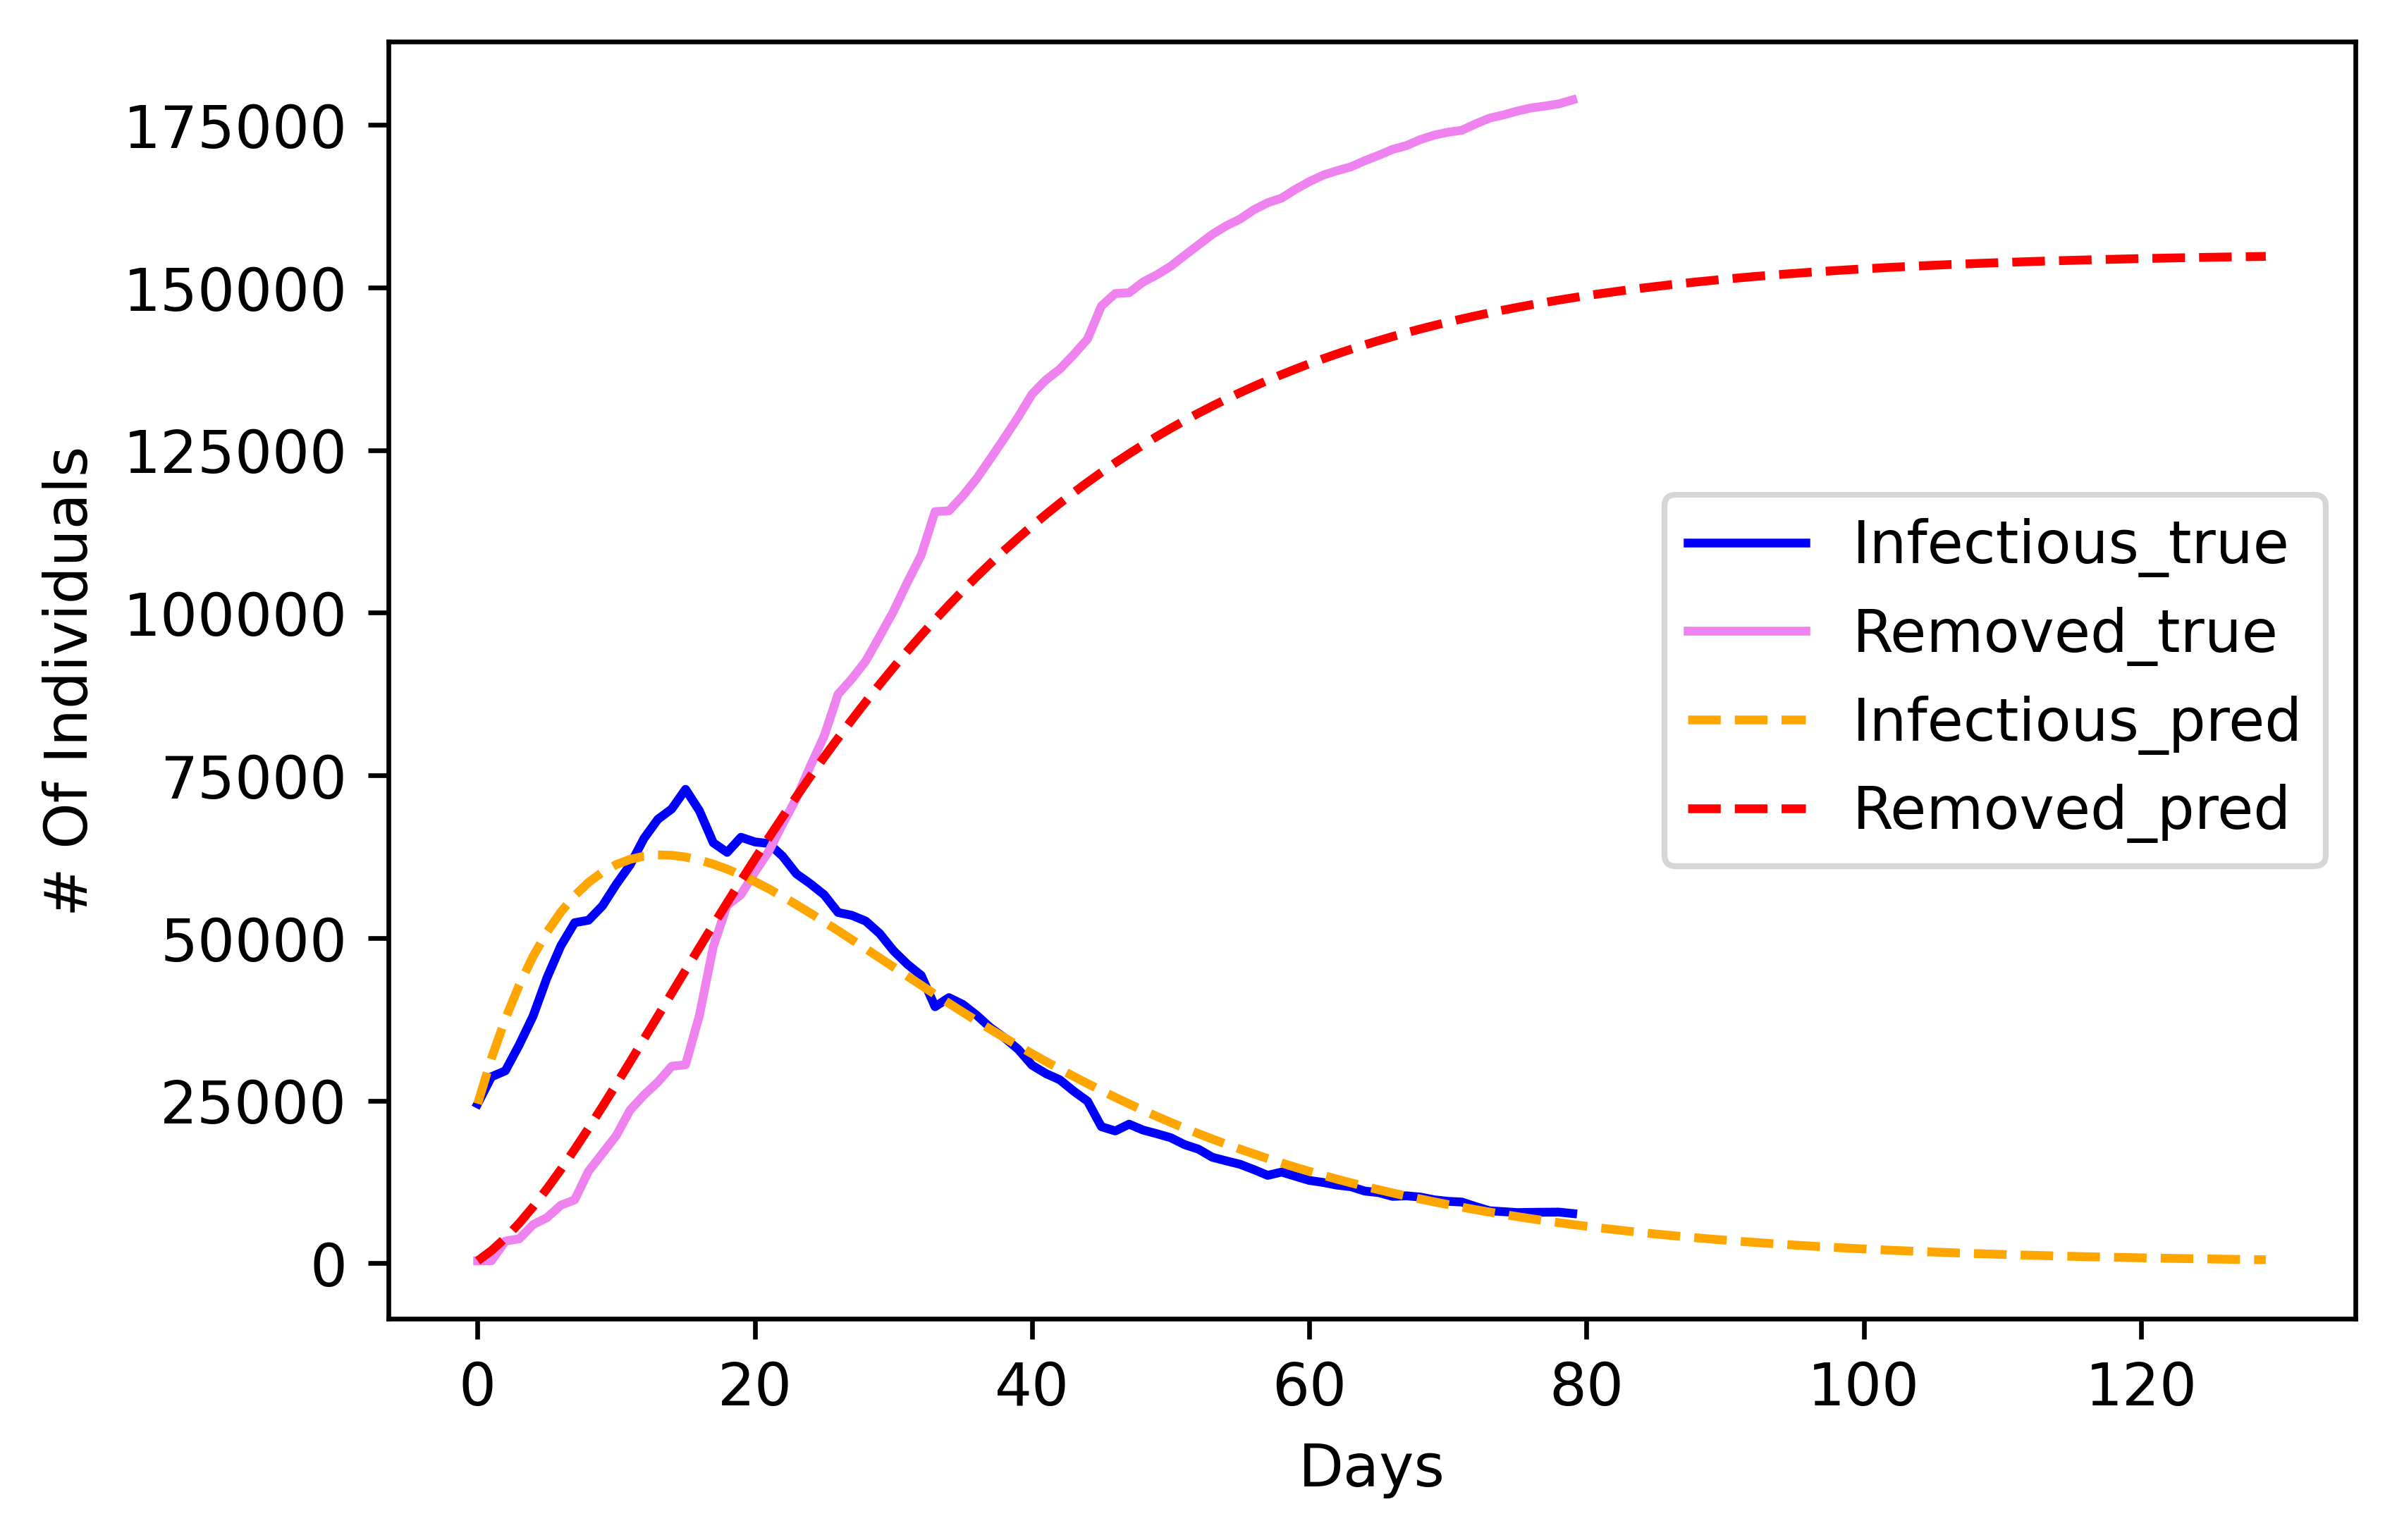 175000
150000
125000
100000
75000
50000
25000
0
# Of Individuals
Infectious_true
Removed_true
Infectious_pred
Removed_pred
0 20 40 60 80 100 120
Days